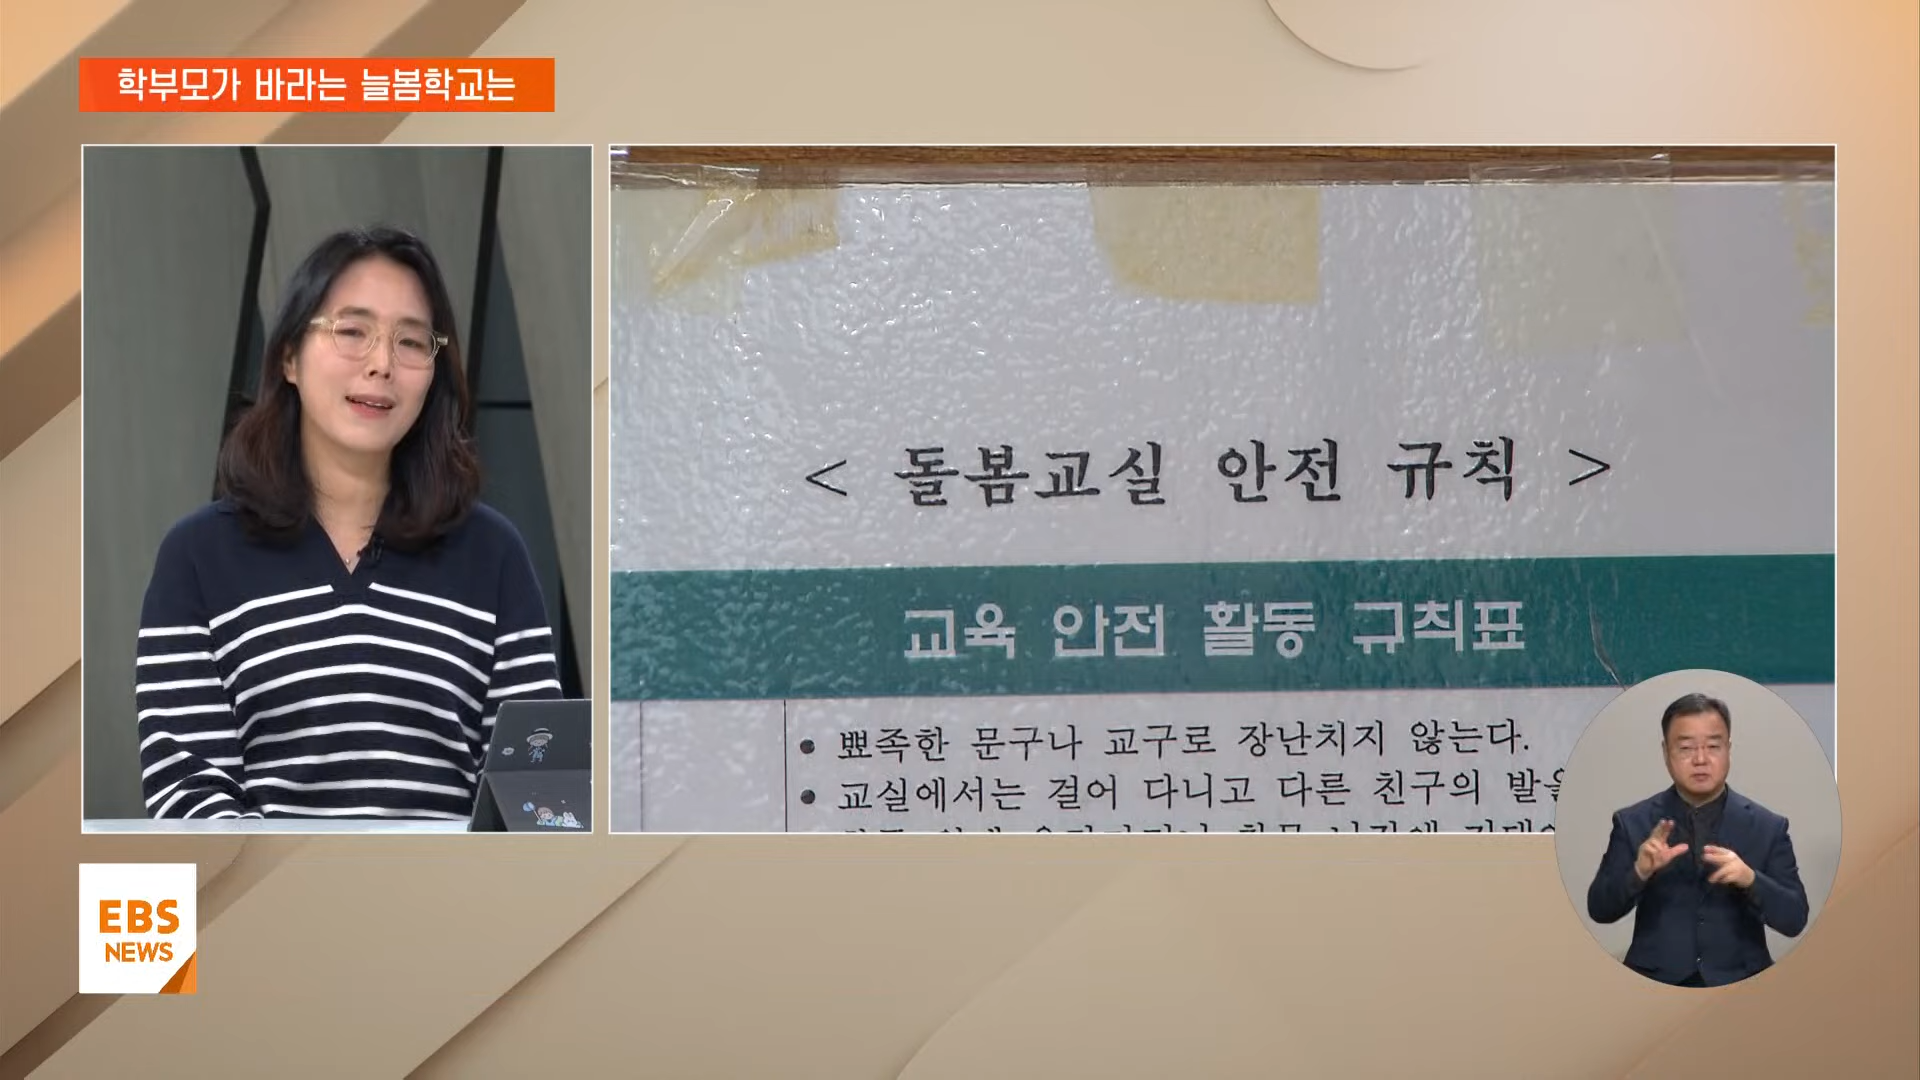 학부모가 바라는 늘봄학교는
< 돌봄교실 안전 규칙 >
교육 안전 활동 규칙표
• 뾰족한 문구나 교구로 장난치지 않는다.
• 교실에서는 걸어 다니고 다른 친구의 발을
EBS
NEWS